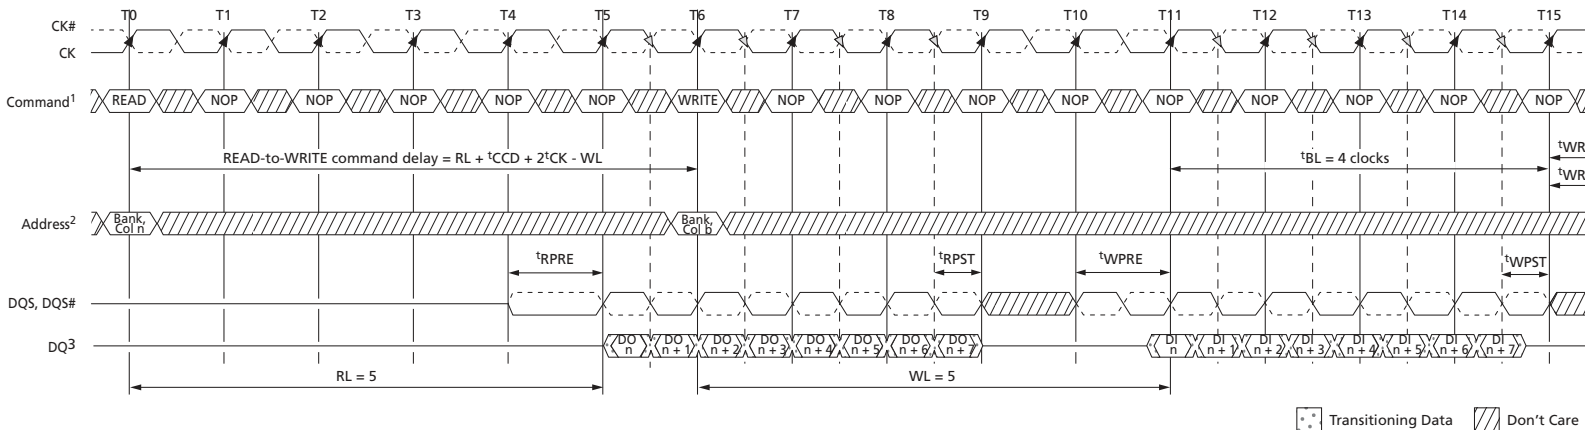 T0 T1 T2 T3 T4 T5 T6 T7 T8 T9 T10 T11 T12 T13 T14 T15
CK#
CK
Command¹ READ NOP NOP NOP NOP NOP WRITE NOP NOP NOP NOP NOP NOP NOP NOP NOP
READ-to-WRITE command delay = RL + ᵗCCD + 2ᵗCK - WL
ᵗBL = 4 clocks
ᵗWR
ᵗWR
Address²
Bank, Col n
Bank, Col b
ᵗRPRE ᵗRPST ᵗWPRE ᵗWPST
DQS, DQS#
DQ3
DO n
DO n + 1
DO n + 2
DO n + 3
DO n + 4
DO n + 5
DO n + 6
DO n + 7
DI n
DI n + 1
DI n + 2
DI n + 3
DI n + 4
DI n + 5
DI n + 6
DI n + 7
RL = 5 WL = 5
Transitioning Data Don't Care